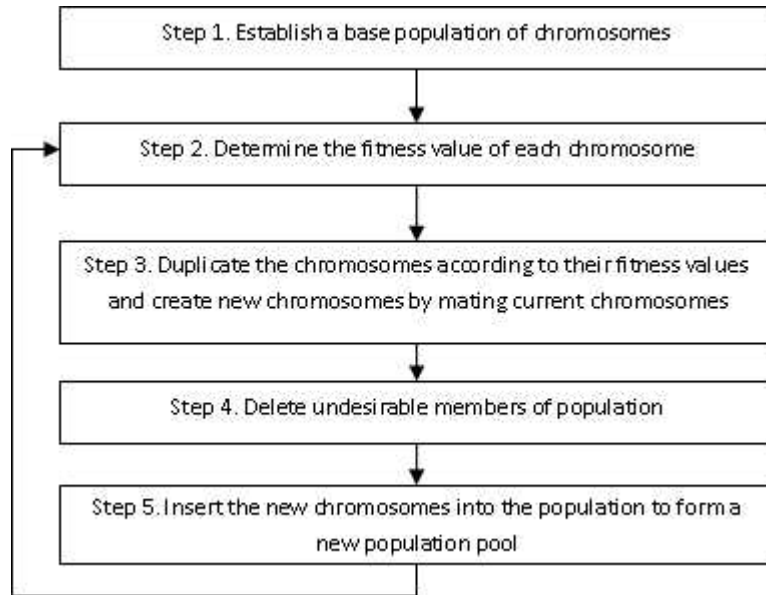 Step 1. Establish a base population of chromosomes
Step 2. Determine the fitness value of each chromosome
Step 3. Duplicate the chromosomes according to their fitness values
and create new chromosomes by mating current chromosomes
Step 4. Delete undesirable members of population
Step 5. Insert the new chromosomes into the population to form a
new population pool